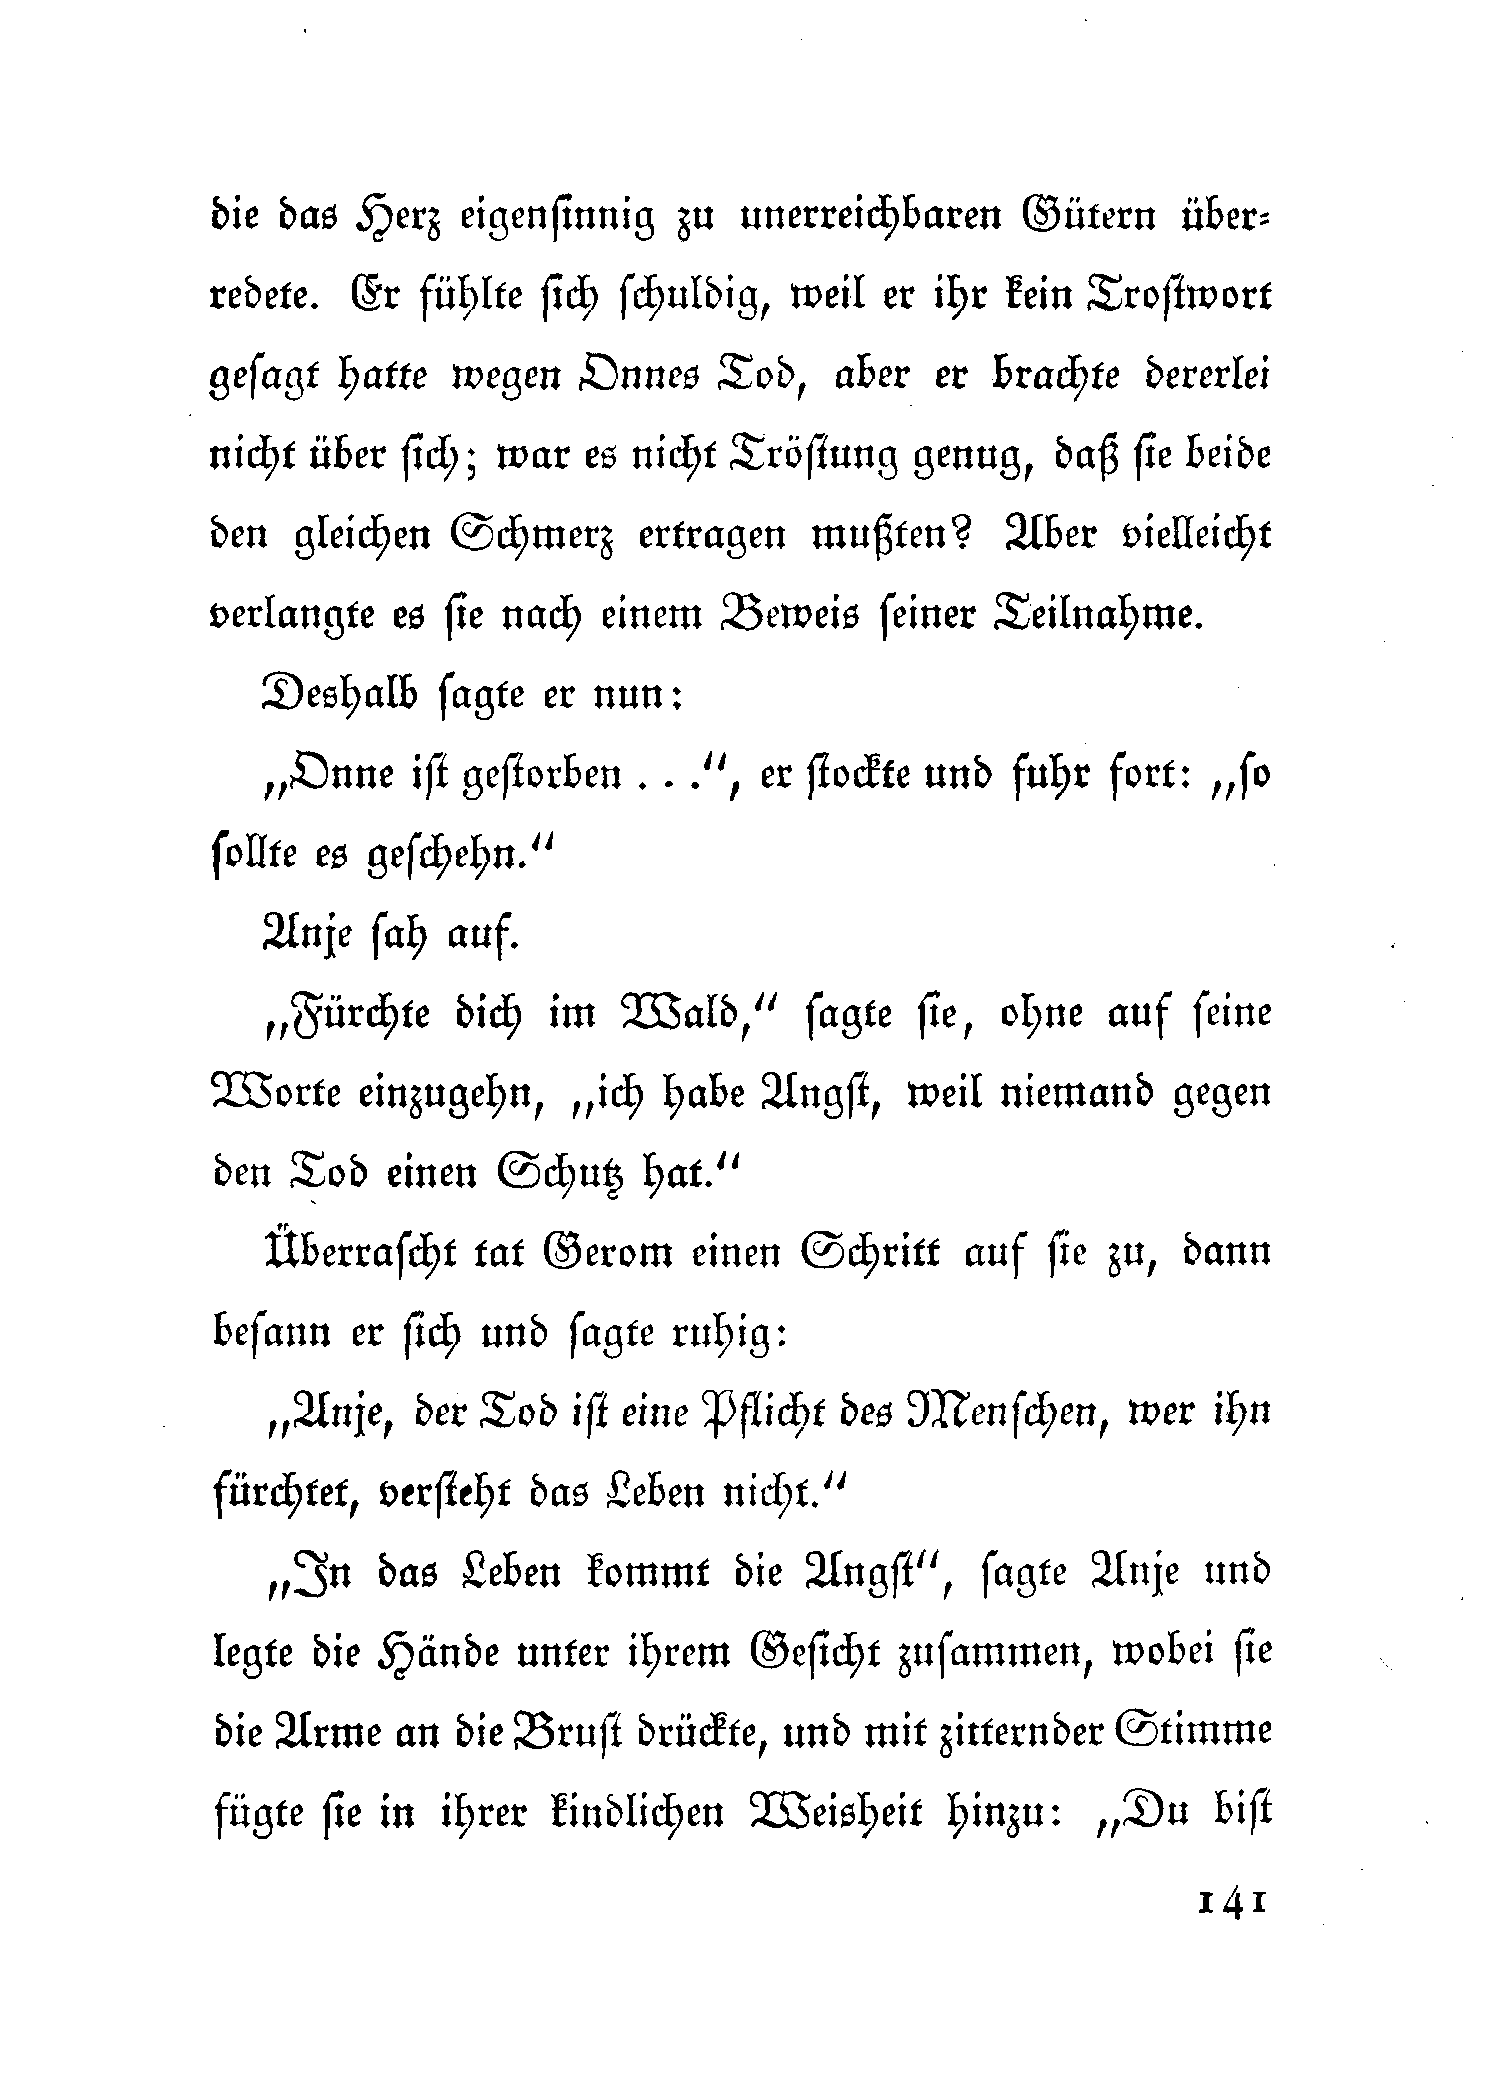 die das Herz eigensinnig zu unerreichbaren Gütern über-
redete. Er fühlte sich schuldig, weil er ihr kein Trostwort
gesagt hatte wegen Onnes Tod, aber er brachte dererlei
nicht über sich; war es nicht Tröstung genug, daß sie beide
den gleichen Schmerz ertragen mußten? Aber vielleicht
verlangte es sie nach einem Beweis seiner Teilnahme.
Deshalb sagte er nun:
„Onne ist gestorben . . .“, er stockte und fuhr fort: „so
sollte es geschehn.“
Anje sah auf.
„Fürchte dich im Wald,“ sagte sie, ohne auf seine
Worte einzugehn, „ich habe Angst, weil niemand gegen
den Tod einen Schutz hat.“
Überrascht tat Gerom einen Schritt auf sie zu, dann
besann er sich und sagte ruhig:
„Anje, der Tod ist eine Pflicht des Menschen, wer ihn
fürchtet, versteht das Leben nicht.“
„In das Leben kommt die Angst“, sagte Anje und
legte die Hände unter ihrem Gesicht zusammen, wobei sie
die Arme an die Brust drückte, und mit zitternder Stimme
fügte sie in ihrer kindlichen Weisheit hinzu: „Du bist
141